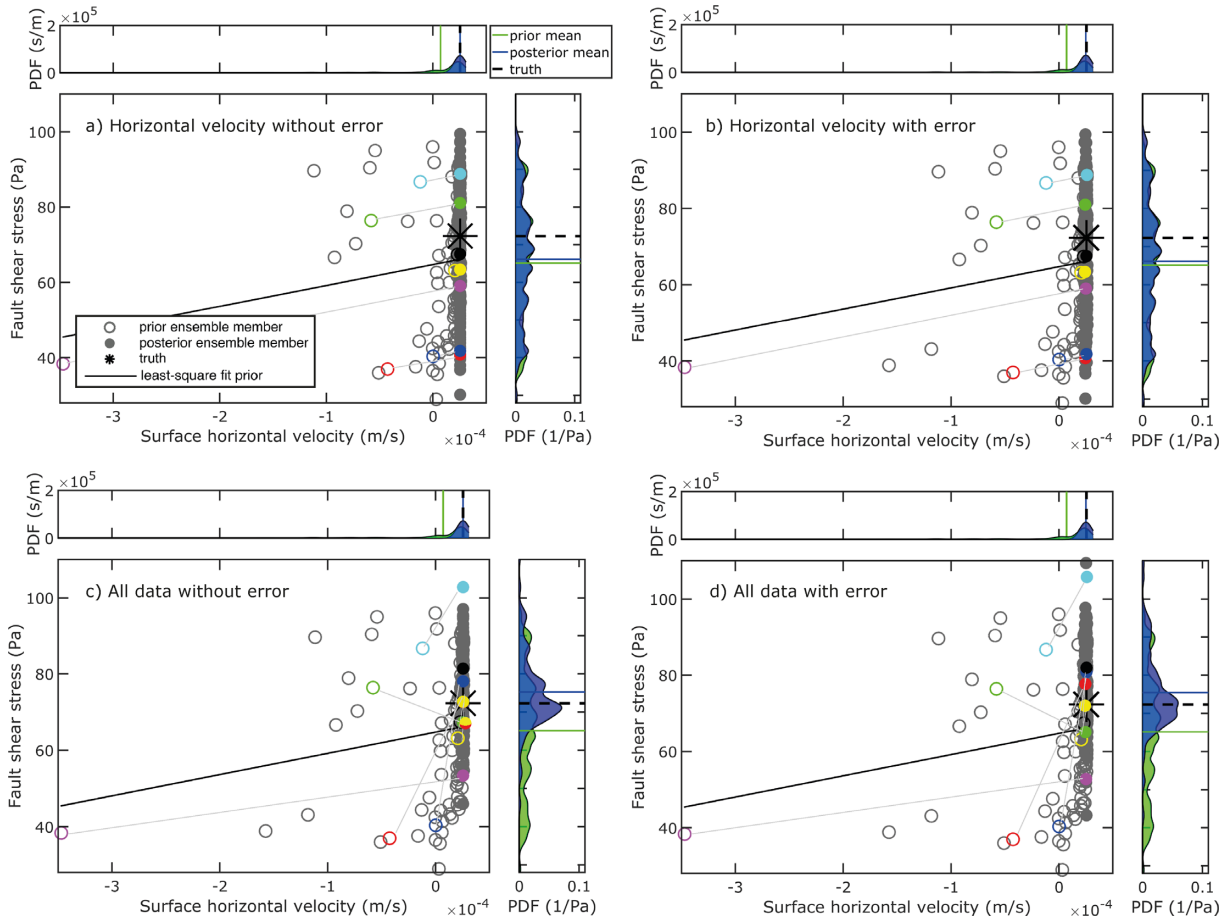 ×10⁵
2
0
PDF (s/m)
prior mean
posterior mean
truth
a) Horizontal velocity without error
100
80
60
40
Fault shear stress (Pa)
prior ensemble member
posterior ensemble member
truth
least-square fit prior
-3 -2 -1 0
Surface horizontal velocity (m/s) ×10⁻⁴
0 0.1
PDF (1/Pa)
×10⁵
2
0
PDF (s/m)
b) Horizontal velocity with error
100
80
60
40
Fault shear stress (Pa)
-3 -2 -1 0
Surface horizontal velocity (m/s) ×10⁻⁴
0 0.1
PDF (1/Pa)
×10⁵
2
0
PDF (s/m)
c) All data without error
100
80
60
40
Fault shear stress (Pa)
-3 -2 -1 0
Surface horizontal velocity (m/s) ×10⁻⁴
0 0.1
PDF (1/Pa)
×10⁵
2
0
PDF (s/m)
d) All data with error
100
80
60
40
Fault shear stress (Pa)
-3 -2 -1 0
Surface horizontal velocity (m/s) ×10⁻⁴
0 0.1
PDF (1/Pa)